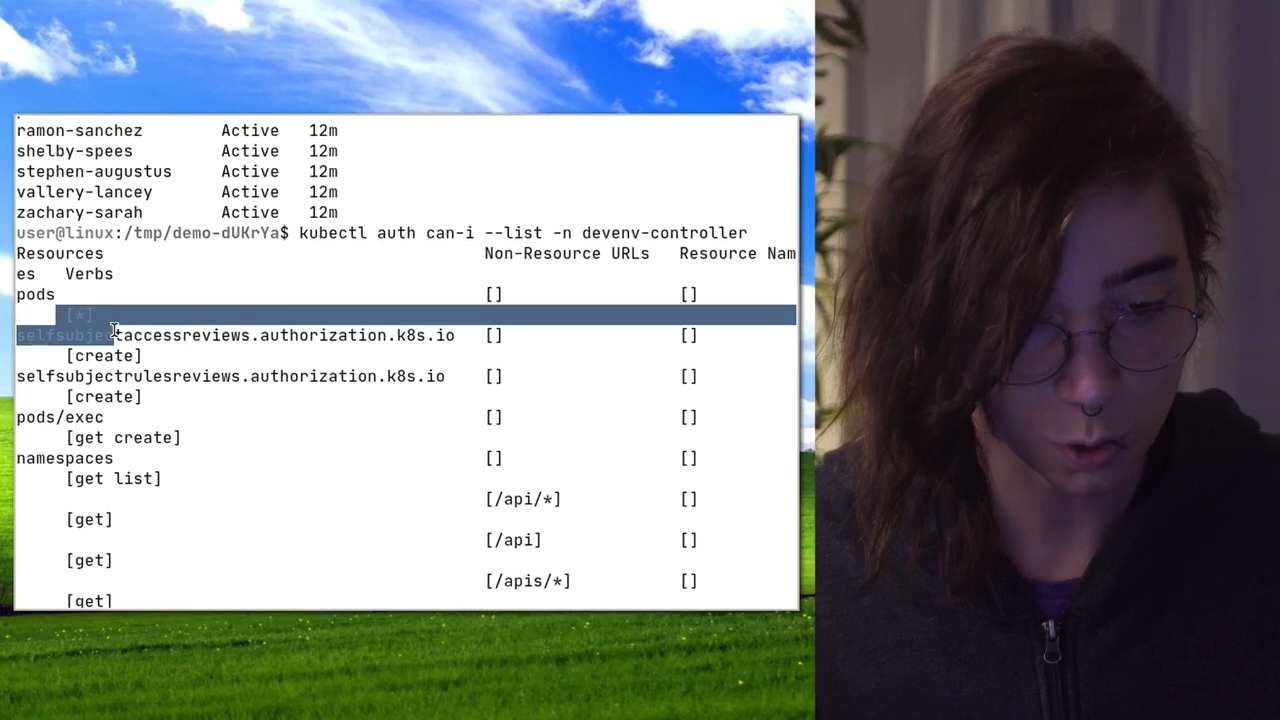 ramon-sanchez Active 12m
shelby-spees Active 12m
stephen-augustus Active 12m
vallery-lancey Active 12m
zachary-sarah Active 12m
user@linux:/tmp/demo-dUKrYa$ kubectl auth can-i --list -n devenv-controller
Resources Non-Resource URLs Resource Nam
es Verbs
pods [] []
[*]
selfsubjectaccessreviews.authorization.k8s.io [] []
[create]
selfsubjectrulesreviews.authorization.k8s.io [] []
[create]
pods/exec [] []
[get create]
namespaces [] []
[get list]
[/api/*] []
[get]
[/api] []
[get]
[/apis/*] []
[get]